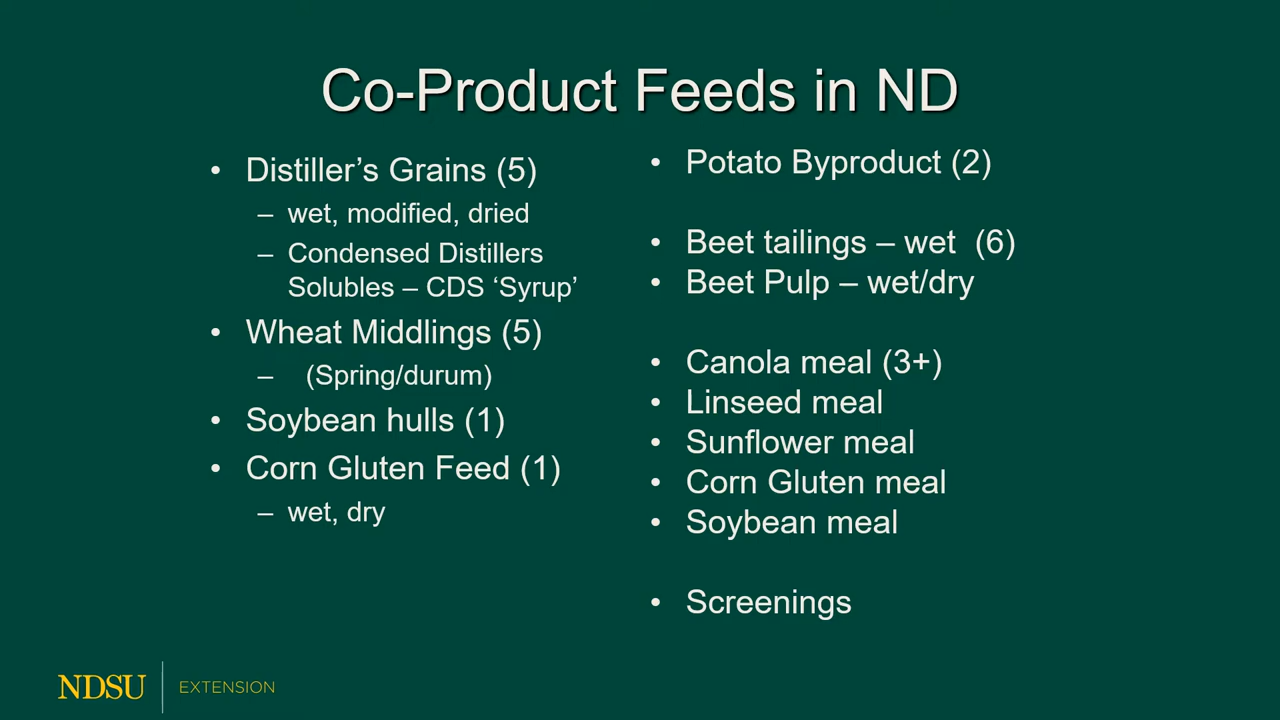 Co-Product Feeds in ND
• Distiller’s Grains (5)
– wet, modified, dried
– Condensed Distillers
Solubles – CDS ‘Syrup’
• Wheat Middlings (5)
– (Spring/durum)
• Soybean hulls (1)
• Corn Gluten Feed (1)
– wet, dry
• Potato Byproduct (2)
• Beet tailings – wet (6)
• Beet Pulp – wet/dry
• Canola meal (3+)
• Linseed meal
• Sunflower meal
• Corn Gluten meal
• Soybean meal
• Screenings
NDSU EXTENSION